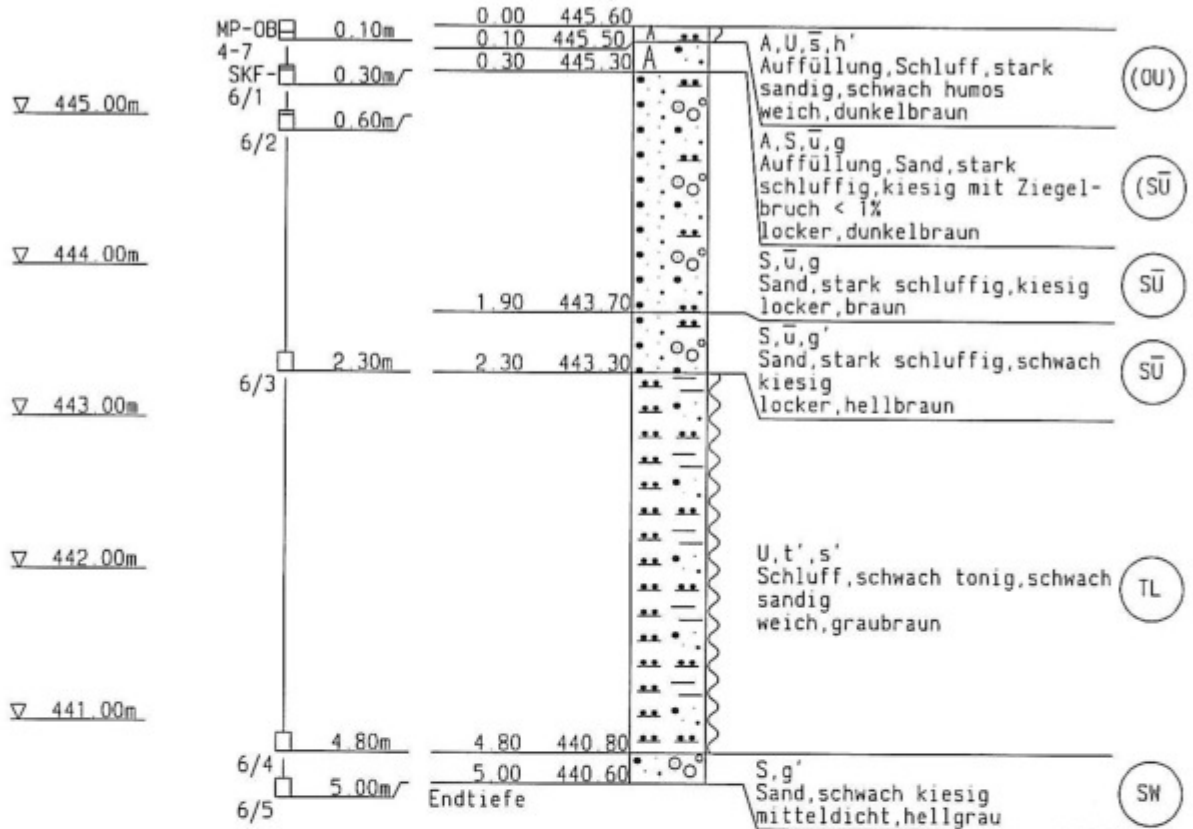 0.00 445.60
MP-OB 0.10m
0.10 445.50
4-7
SKF- 0.30m
0.30 445.30
6/1
0.60m
6/2
445.00m
444.00m
443.00m
442.00m
441.00m
1.90 443.70
2.30m
2.30 443.30
6/3
4.80m
4.80 440.80
6/4
5.00m
5.00 440.60
6/5
Endtiefe
A
A
A,U,s̅,h'
Auffüllung,Schluff,stark
sandig,schwach humos
weich,dunkelbraun
(OU)
A,S,u̅,g
Auffüllung,Sand,stark
schluffig,kiesig mit Ziegel-
bruch < 1%
locker,dunkelbraun
(SU̅
S,u̅,g
Sand,stark schluffig,kiesig
locker,braun
SU̅
S,u̅,g'
Sand,stark schluffig,schwach
kiesig
locker,hellbraun
SU̅
U,t',s'
Schluff,schwach tonig,schwach
sandig
weich,graubraun
TL
S,g'
Sand,schwach kiesig
mitteldicht,hellgrau
SW